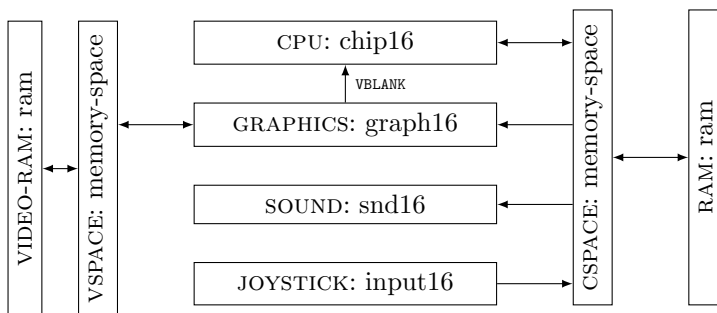 VIDEO-RAM: ram
VSPACE: memory-space
CPU: chip16
VBLANK
GRAPHICS: graph16
SOUND: snd16
JOYSTICK: input16
CSPACE: memory-space
RAM: ram